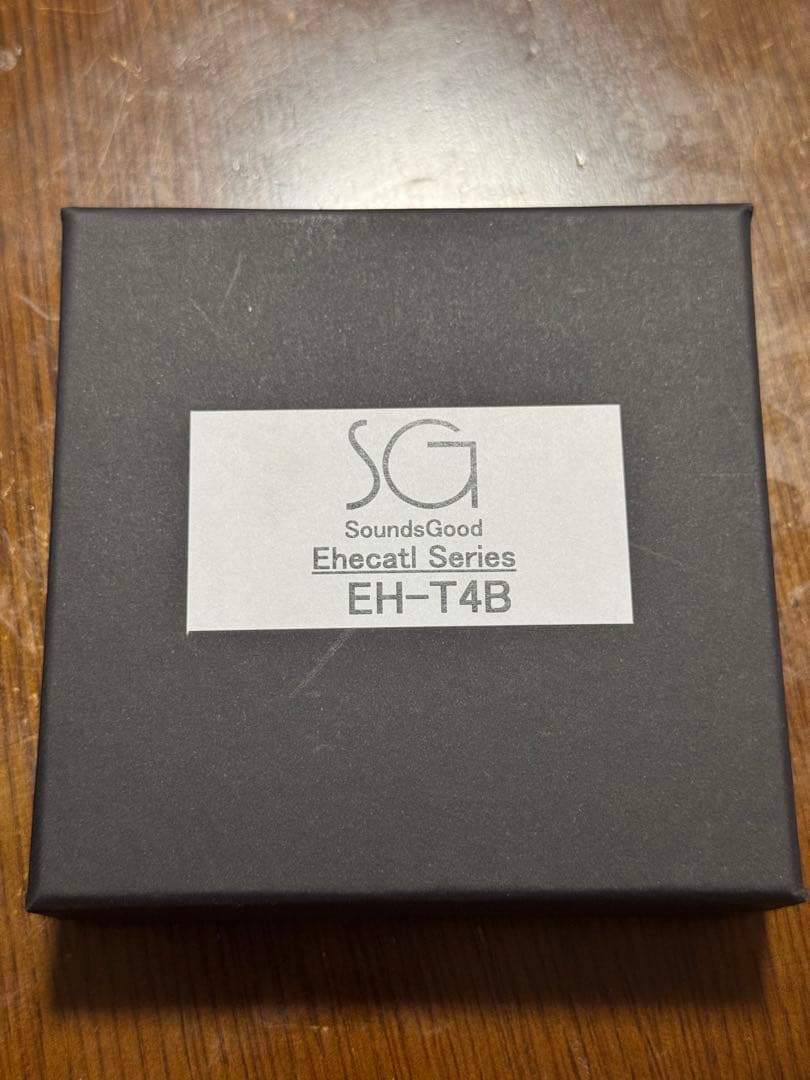 SG
SoundsGood
Ehecatl Series
EH-T4B